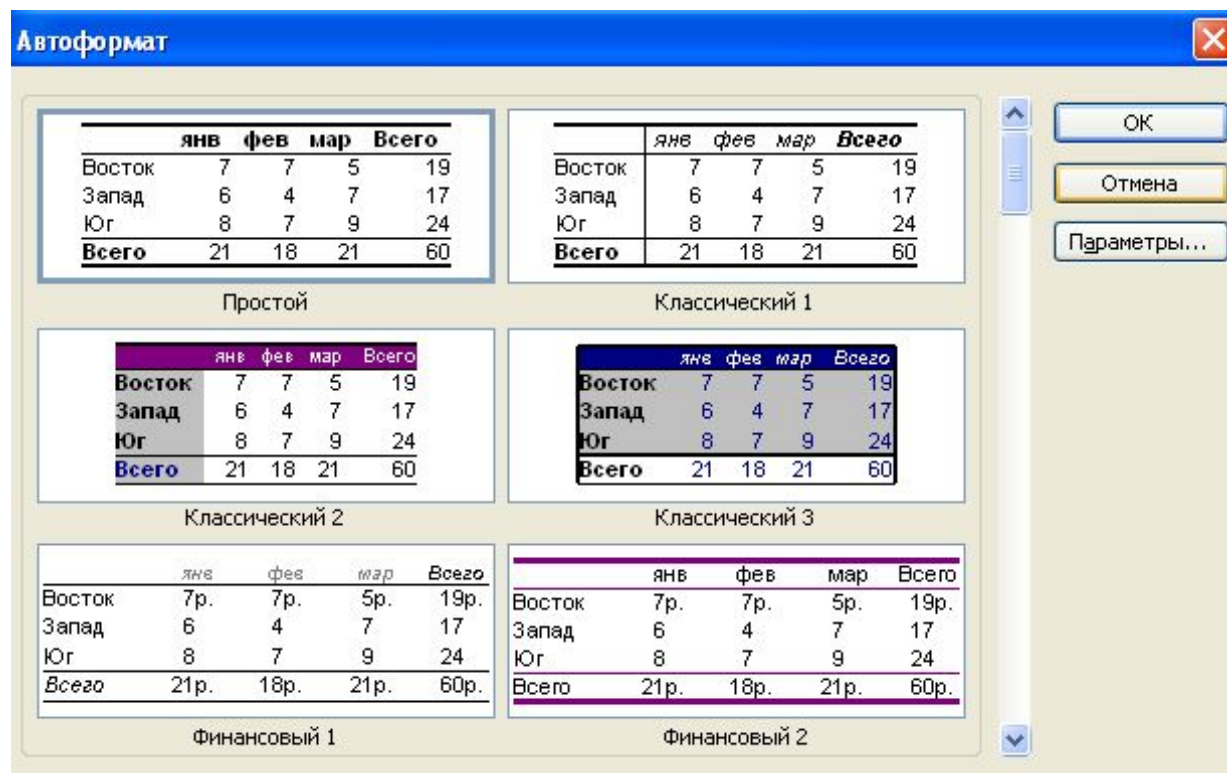 Автоформат
янв фев мар Всего
Восток 7 7 5 19
Запад 6 4 7 17
Юг 8 7 9 24
Всего 21 18 21 60
Простой
янв фев мар Всего
Восток 7 7 5 19
Запад 6 4 7 17
Юг 8 7 9 24
Всего 21 18 21 60
Классический 1
янв фев мар Всего
Восток 7 7 5 19
Запад 6 4 7 17
Юг 8 7 9 24
Всего 21 18 21 60
Классический 2
янв фев мар Всего
Восток 7 7 5 19
Запад 6 4 7 17
Юг 8 7 9 24
Всего 21 18 21 60
Классический 3
янв фев мар Всего
Восток 7р. 7р. 5р. 19р.
Запад 6 4 7 17
Юг 8 7 9 24
Всего 21р. 18р. 21р. 60р.
Финансовый 1
янв фев мар Всего
Восток 7р. 7р. 5р. 19р.
Запад 6 4 7 17
Юг 8 7 9 24
Всего 21р. 18р. 21р. 60р.
Финансовый 2
ОК
Отмена
Параметры...